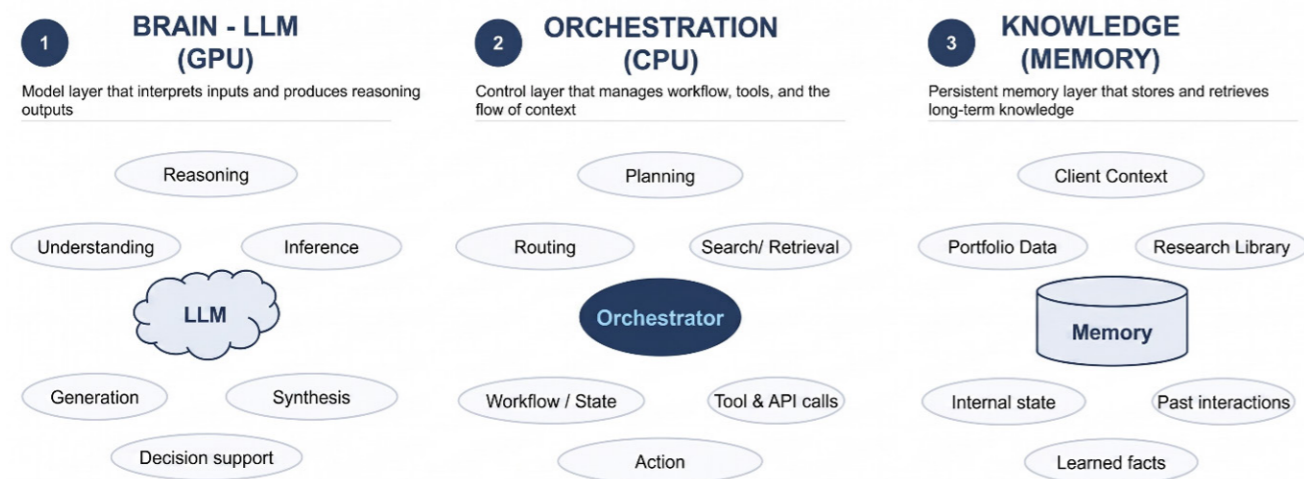 1
BRAIN - LLM
(GPU)
Model layer that interprets inputs and produces reasoning
outputs
Reasoning
Understanding
Inference
LLM
Generation
Synthesis
Decision support
2
ORCHESTRATION
(CPU)
Control layer that manages workflow, tools, and the
flow of context
Planning
Routing
Search/ Retrieval
Orchestrator
Workflow / State
Tool & API calls
Action
3
KNOWLEDGE
(MEMORY)
Persistent memory layer that stores and retrieves
long-term knowledge
Client Context
Portfolio Data
Research Library
Memory
Internal state
Past interactions
Learned facts